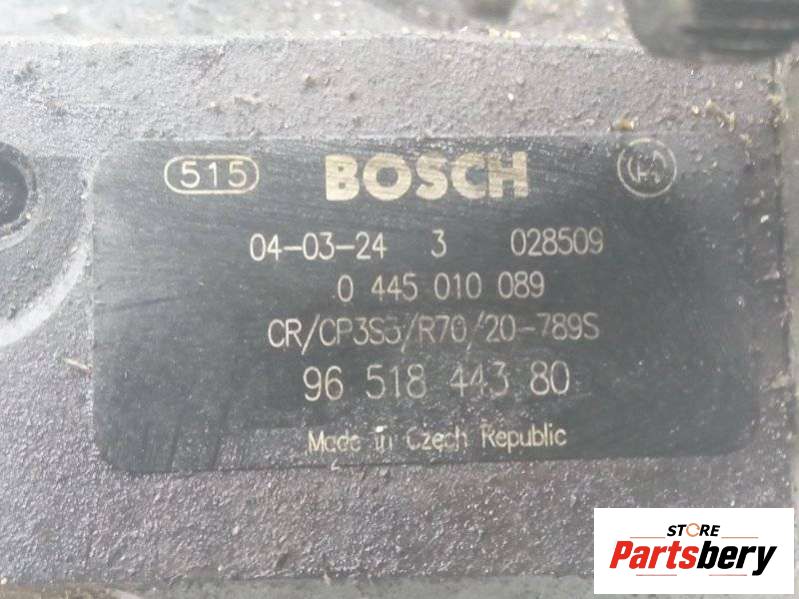 515 BOSCH
04-03-24 3 028509
0 445 010 089
CR/CP3S3/R70/20-789S
96 518 443 80
Made in Czech Republic
STORE
Partsbery